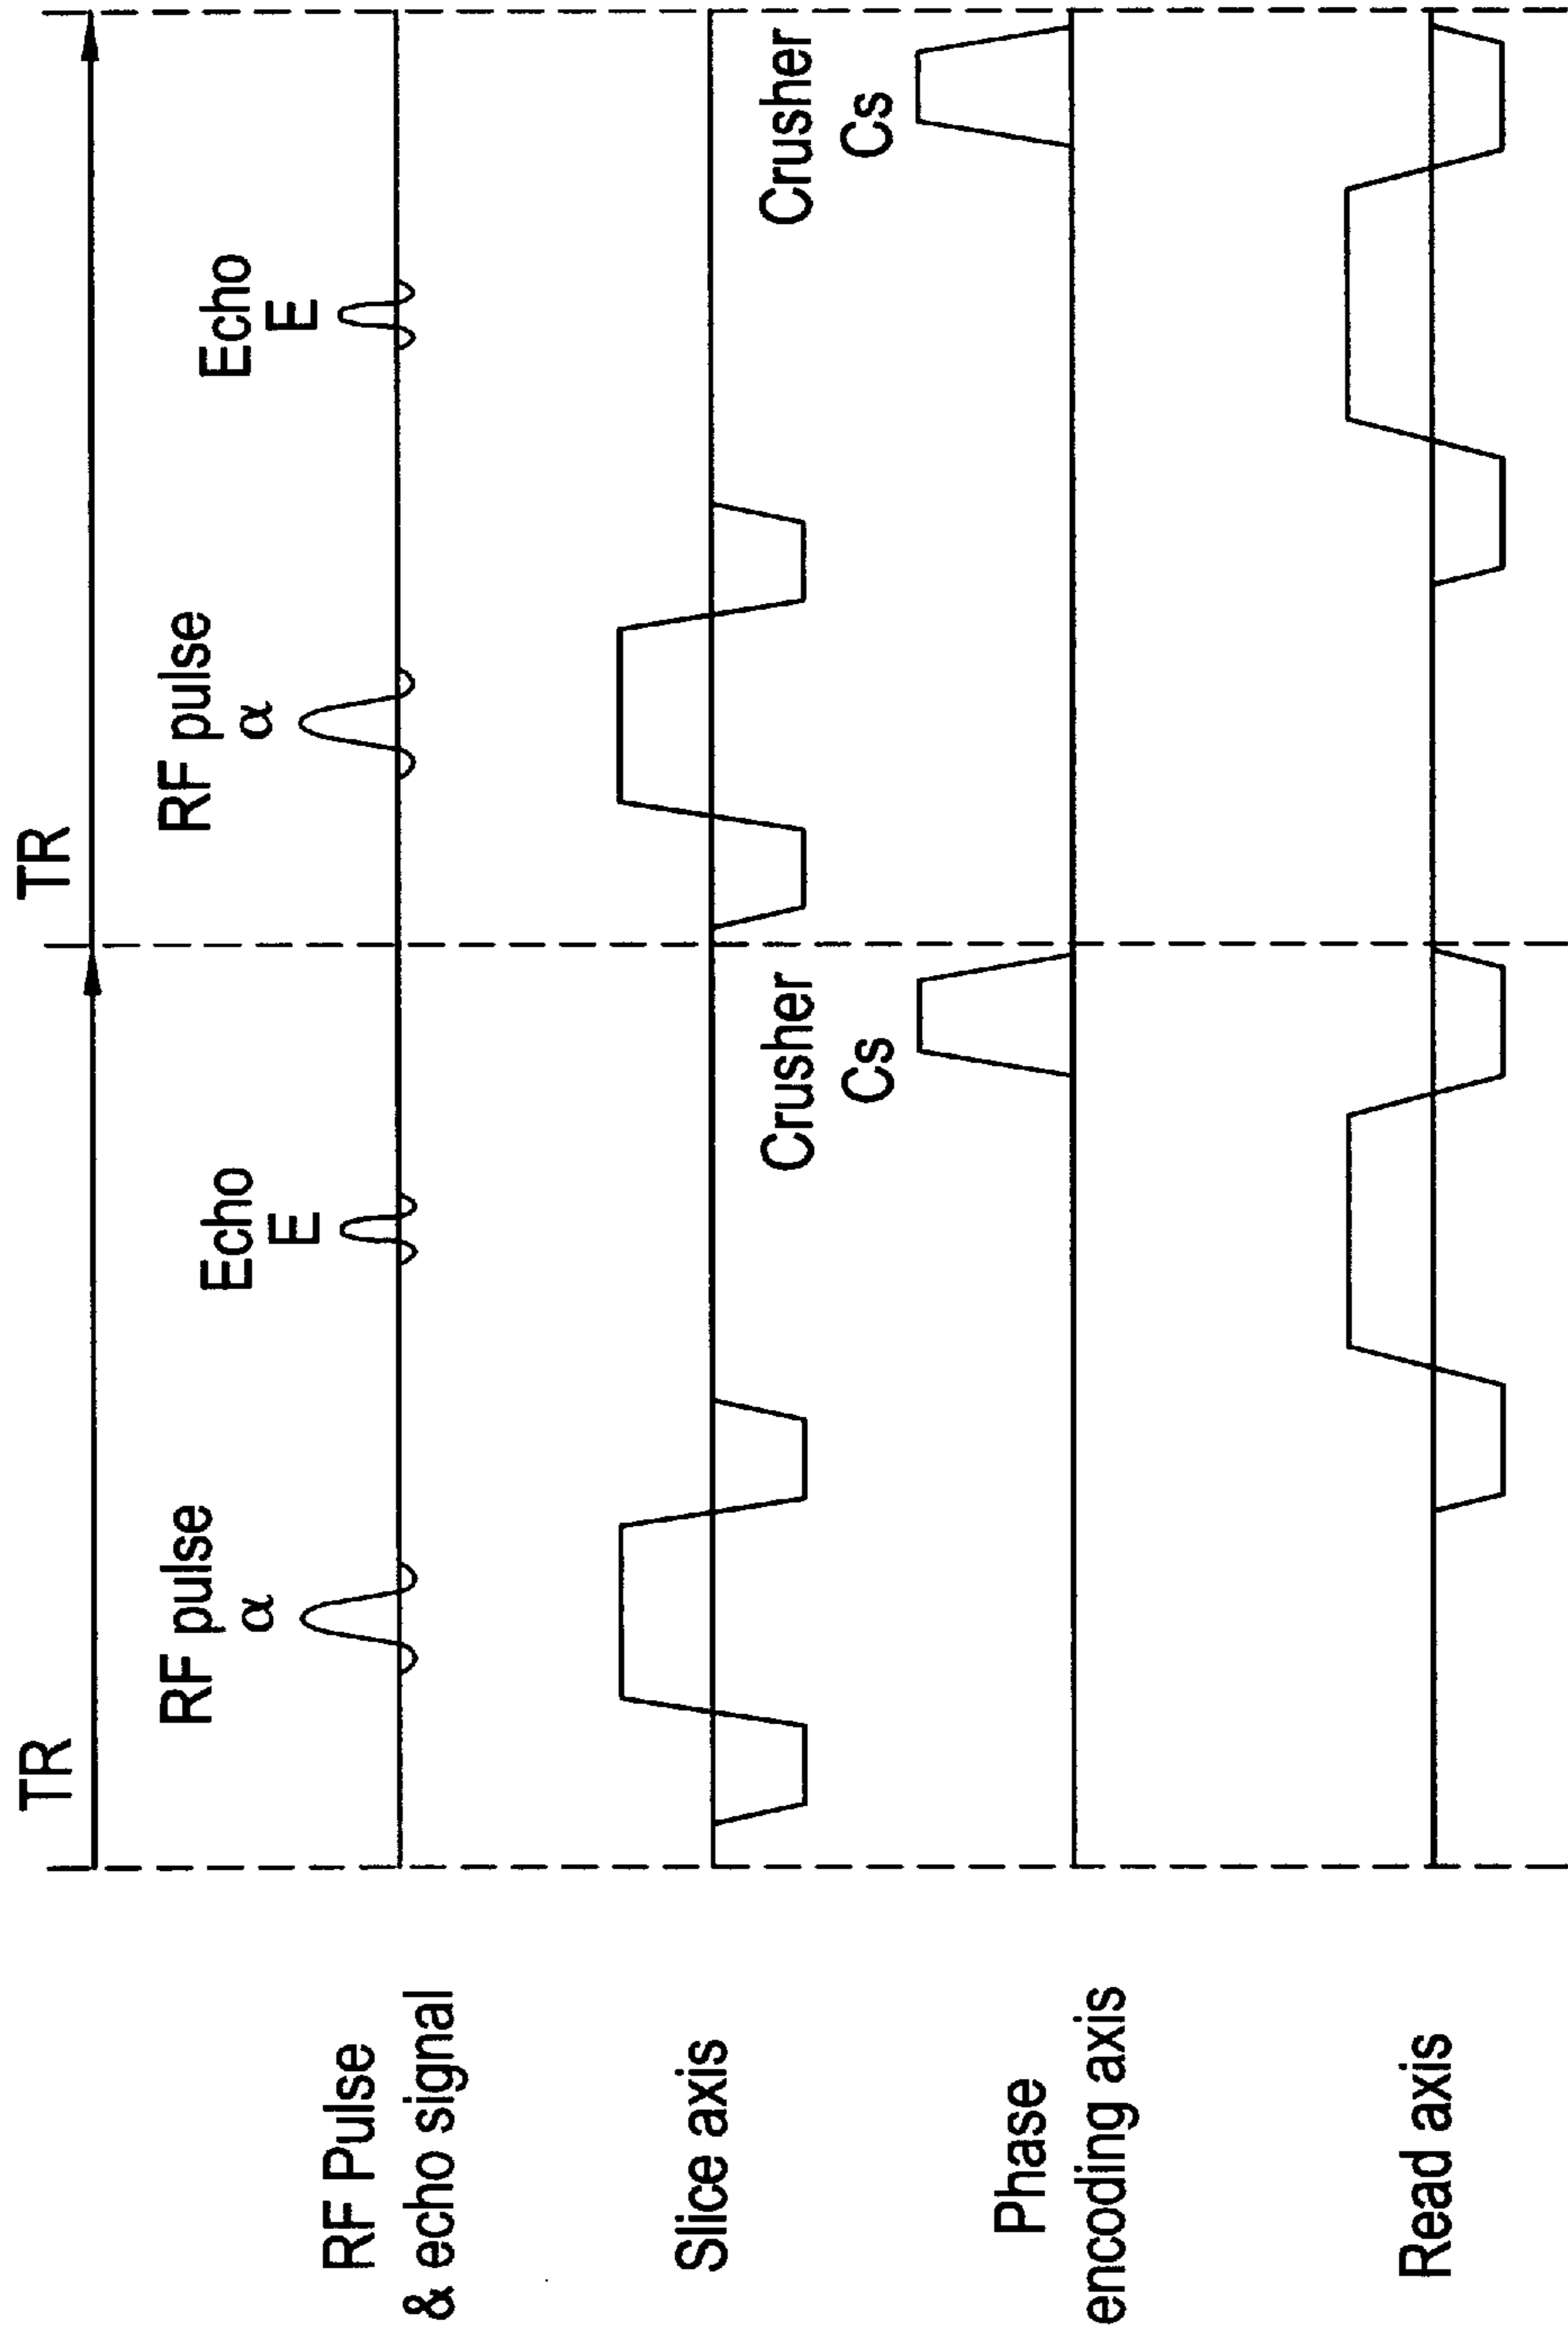 TR
TR
RF Pulse
& echo signal
RF pulse
α
Echo
E
RF pulse
α
Echo
E
Slice axis
Phase
encoding axis
Crusher
Cs
Crusher
Cs
Read axis